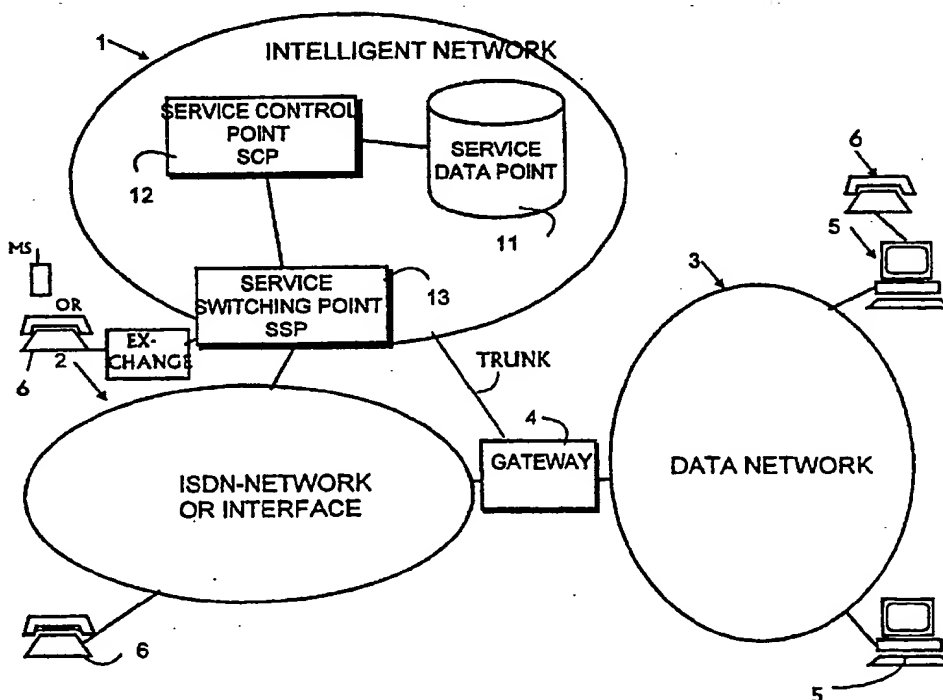 1
INTELLIGENT NETWORK
SERVICE CONTROL
POINT
SCP
SERVICE
DATA POINT
12
11
6
5
MS
OR
SERVICE
SWITCHING POINT
SSP
13
3
EX-
CHANGE
2
6
TRUNK
4
GATEWAY
DATA NETWORK
ISDN-NETWORK
OR INTERFACE
6
5